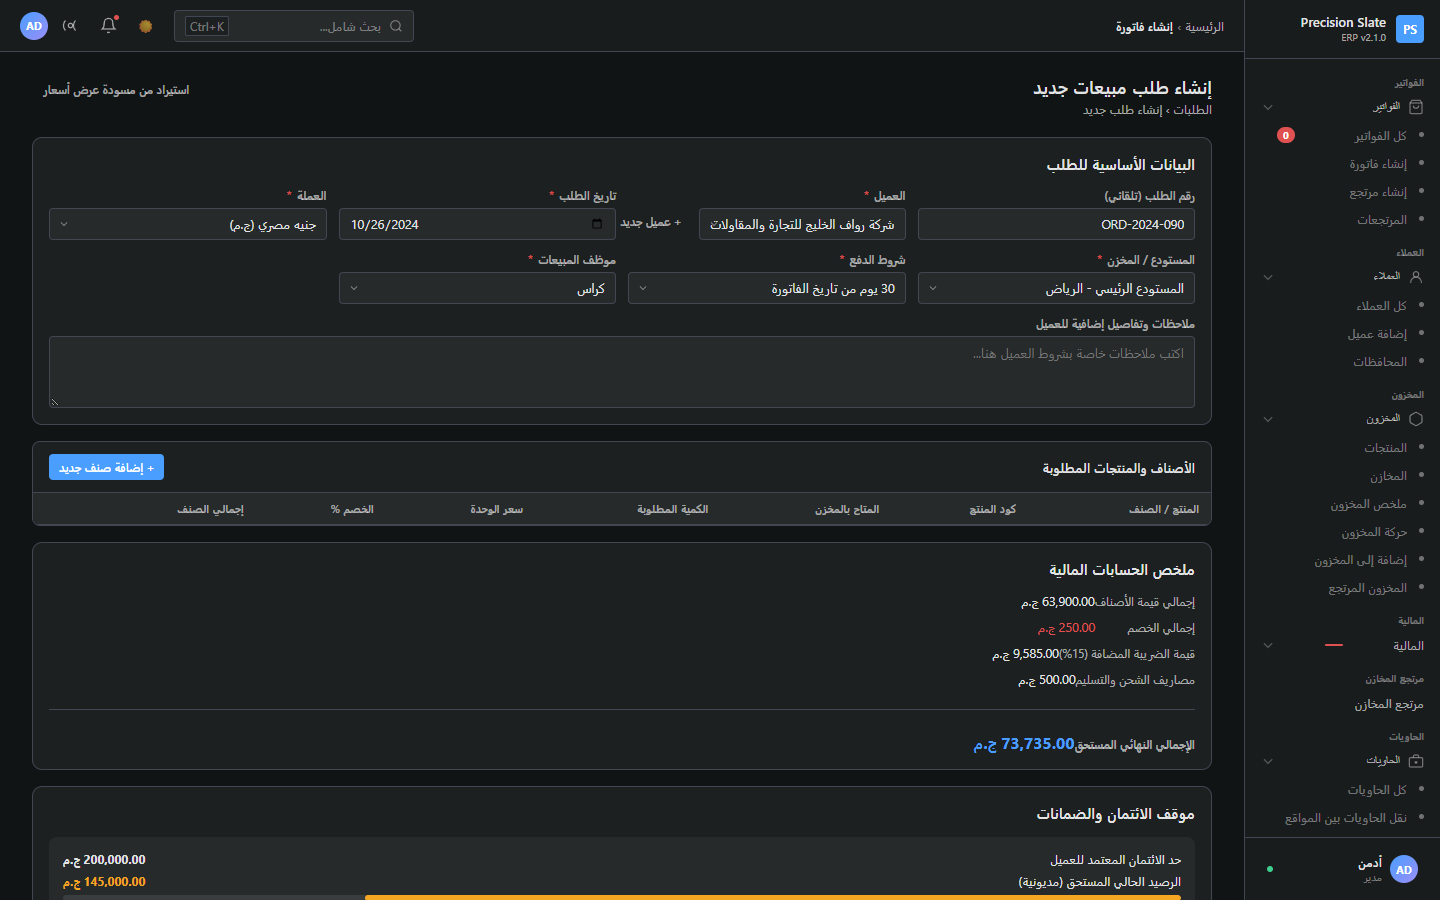 PS
Precision Slate
ERP v2.1.0
الفواتير
الفواتير
كل الفواتير
0
إنشاء فاتورة
إنشاء مرتجع
المرتجعات
العملاء
العملاء
كل العملاء
إضافة عميل
المحافظات
المخزون
المخزون
المنتجات
المخازن
ملخص المخزون
حركة المخزون
إضافة إلى المخزون
المخزون المرتجع
المالية
المالية
مرتجع المخازن
مرتجع المخازن
الحاويات
الحاويات
كل الحاويات
نقل الحاويات بين المواقع
AD
أدمن
مدير
الرئيسية › إنشاء فاتورة
بحث شامل...
Ctrl+K
AD
إنشاء طلب مبيعات جديد
الطلبات › إنشاء طلب جديد
استيراد من مسودة عرض أسعار
البيانات الأساسية للطلب
رقم الطلب (تلقائي)
العميل *
تاريخ الطلب *
العملة *
ORD-2024-090
شركة رواف الخليج للتجارة والمقاولات
+ عميل جديد
10/26/2024
جنيه مصري (ج.م)
المستودع / المخزن *
شروط الدفع *
موظف المبيعات *
المستودع الرئيسي - الرياض
30 يوم من تاريخ الفاتورة
كراس
ملاحظات وتفاصيل إضافية للعميل
اكتب ملاحظات خاصة بشروط العميل هنا...
الأصناف والمنتجات المطلوبة
+ إضافة صنف جديد
المنتج / الصنف
كود المنتج
المتاح بالمخزن
الكمية المطلوبة
سعر الوحدة
الخصم %
إجمالي الصنف
ملخص الحسابات المالية
إجمالي قيمة الأصناف 63,900.00 ج.م
إجمالي الخصم 250.00 ج.م
قيمة الضريبة المضافة (15%) 9,585.00 ج.م
مصاريف الشحن والتسليم 500.00 ج.م
الإجمالي النهائي المستحق 73,735.00 ج.م
موقف الائتمان والضمانات
حد الائتمان المعتمد للعميل 200,000.00 ج.م
الرصيد الحالي المستحق (مديونية) 145,000.00 ج.م